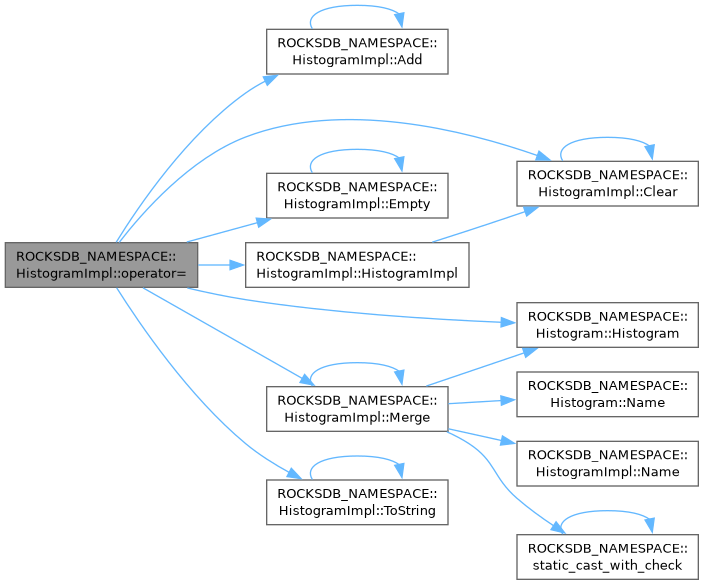 ROCKSDB_NAMESPACE::
HistogramImpl::Add
ROCKSDB_NAMESPACE::
HistogramImpl::Clear
ROCKSDB_NAMESPACE::
HistogramImpl::Empty
ROCKSDB_NAMESPACE::
HistogramImpl::operator=
ROCKSDB_NAMESPACE::
HistogramImpl::HistogramImpl
ROCKSDB_NAMESPACE::
Histogram::Histogram
ROCKSDB_NAMESPACE::
HistogramImpl::Merge
ROCKSDB_NAMESPACE::
Histogram::Name
ROCKSDB_NAMESPACE::
HistogramImpl::Name
ROCKSDB_NAMESPACE::
HistogramImpl::ToString
ROCKSDB_NAMESPACE::
static_cast_with_check